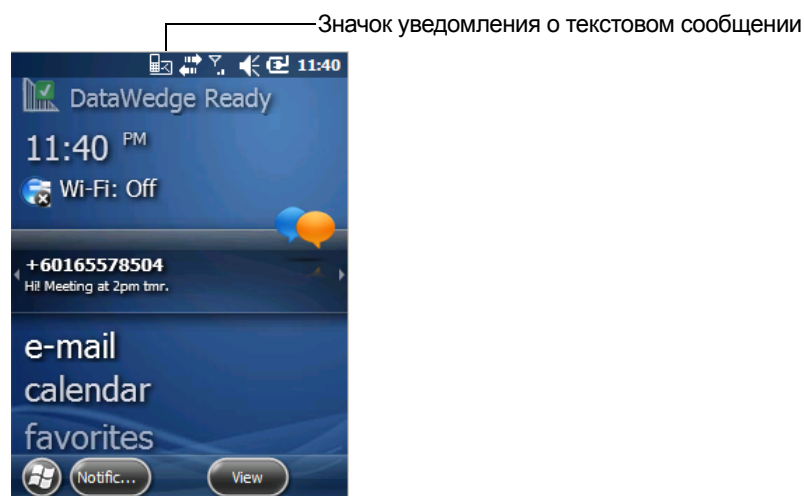 Значок уведомления о текстовом сообщении
11:40
DataWedge Ready
11:40 PM
Wi-Fi: Off
+60165578504
Hi! Meeting at 2pm tmr.
e-mail
calendar
favorites
Notific... View